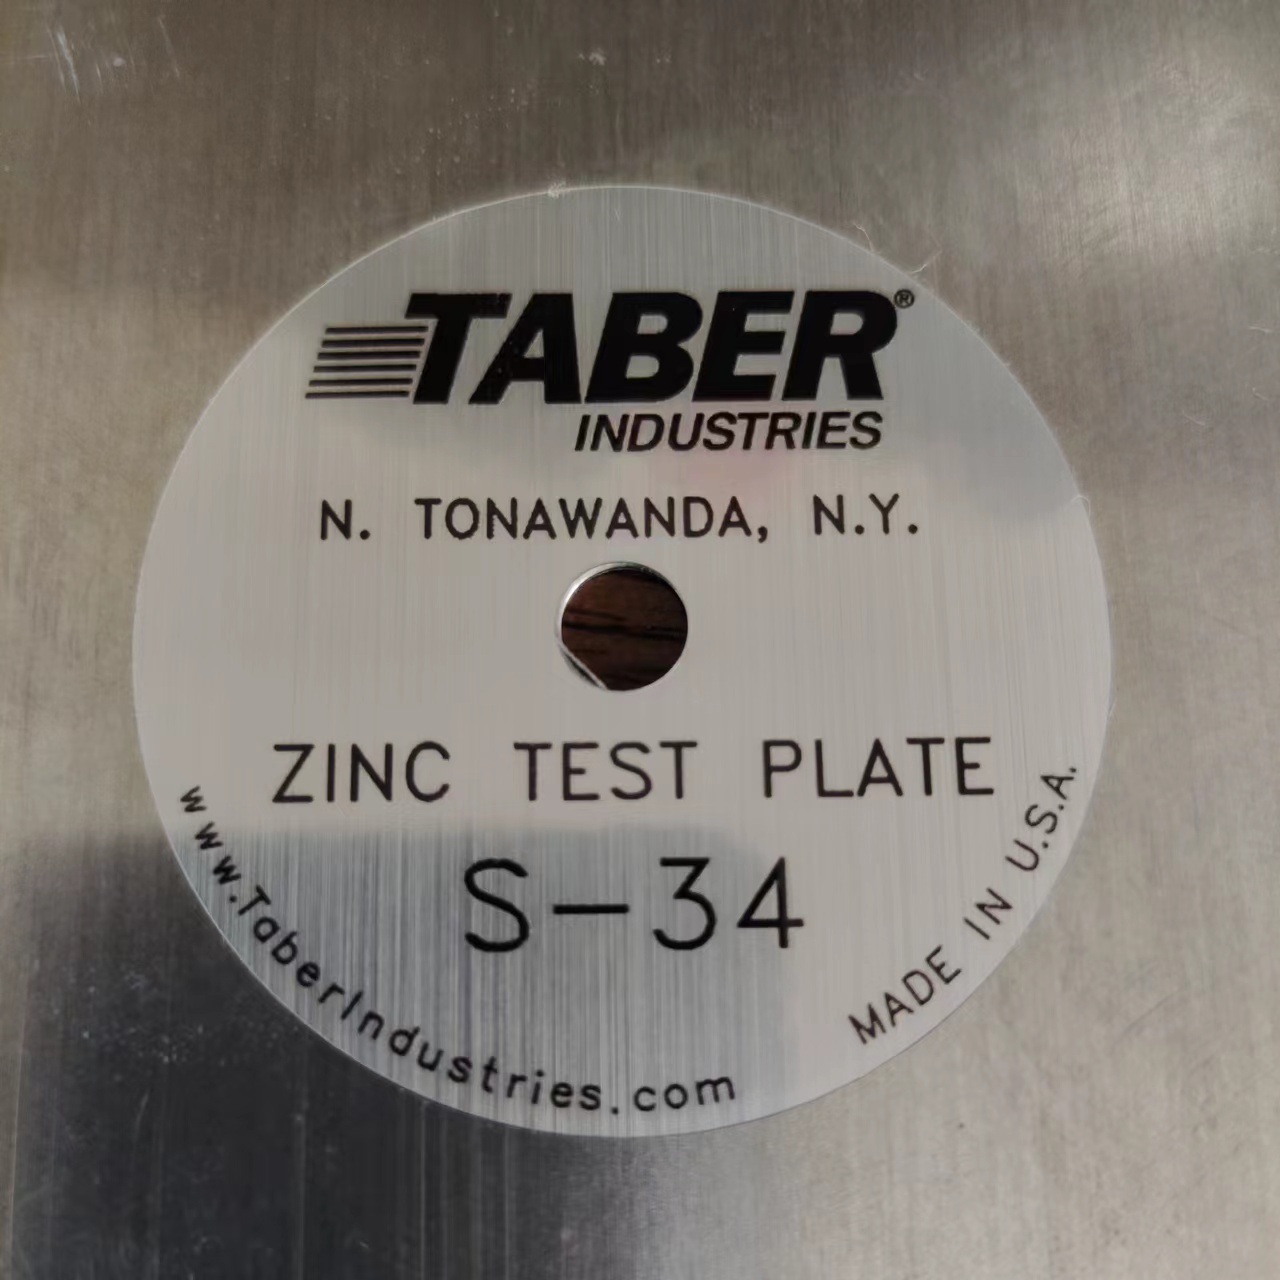 TABER®
INDUSTRIES
N. TONAWANDA, N.Y.
ZINC TEST PLATE
S-34
www.TaberIndustries.com
MADE IN U.S.A.